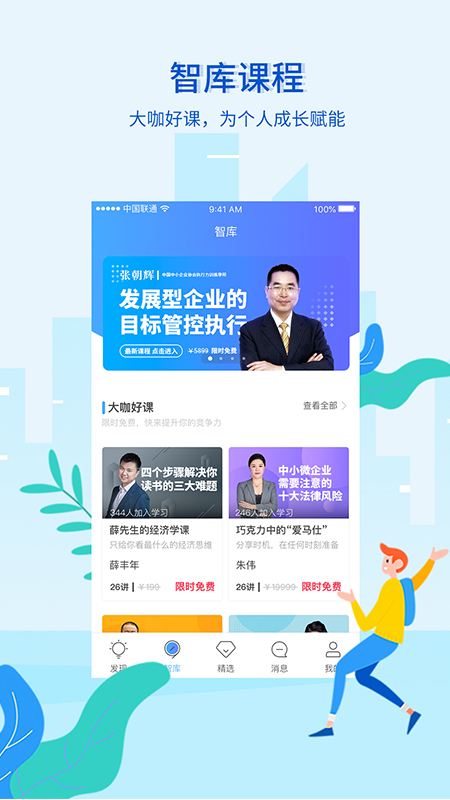 智库课程
大咖好课，为个人成长赋能
中国联通 9:41 AM 100%
智库
张朝辉 中国中小企业协会执行力训练导师
发展型企业的
目标管控执行
最新课程 点击进入 ￥5899 限时免费
大咖好课 查看全部
限时免费，快来提升你的竞争力
四个步骤解决你
读书的三大难题
344人加入学习
中小微企业
需要注意的
十大法律风险
246人加入学习
薛先生的经济学课
只给你看最什么的经济思维
薛丰年
26讲 ￥199 限时免费
巧克力中的“爱马仕”
分享时机，在任何时刻准备
朱伟
26讲 ￥19999 限时免费
发现 智库 精选 消息 我的